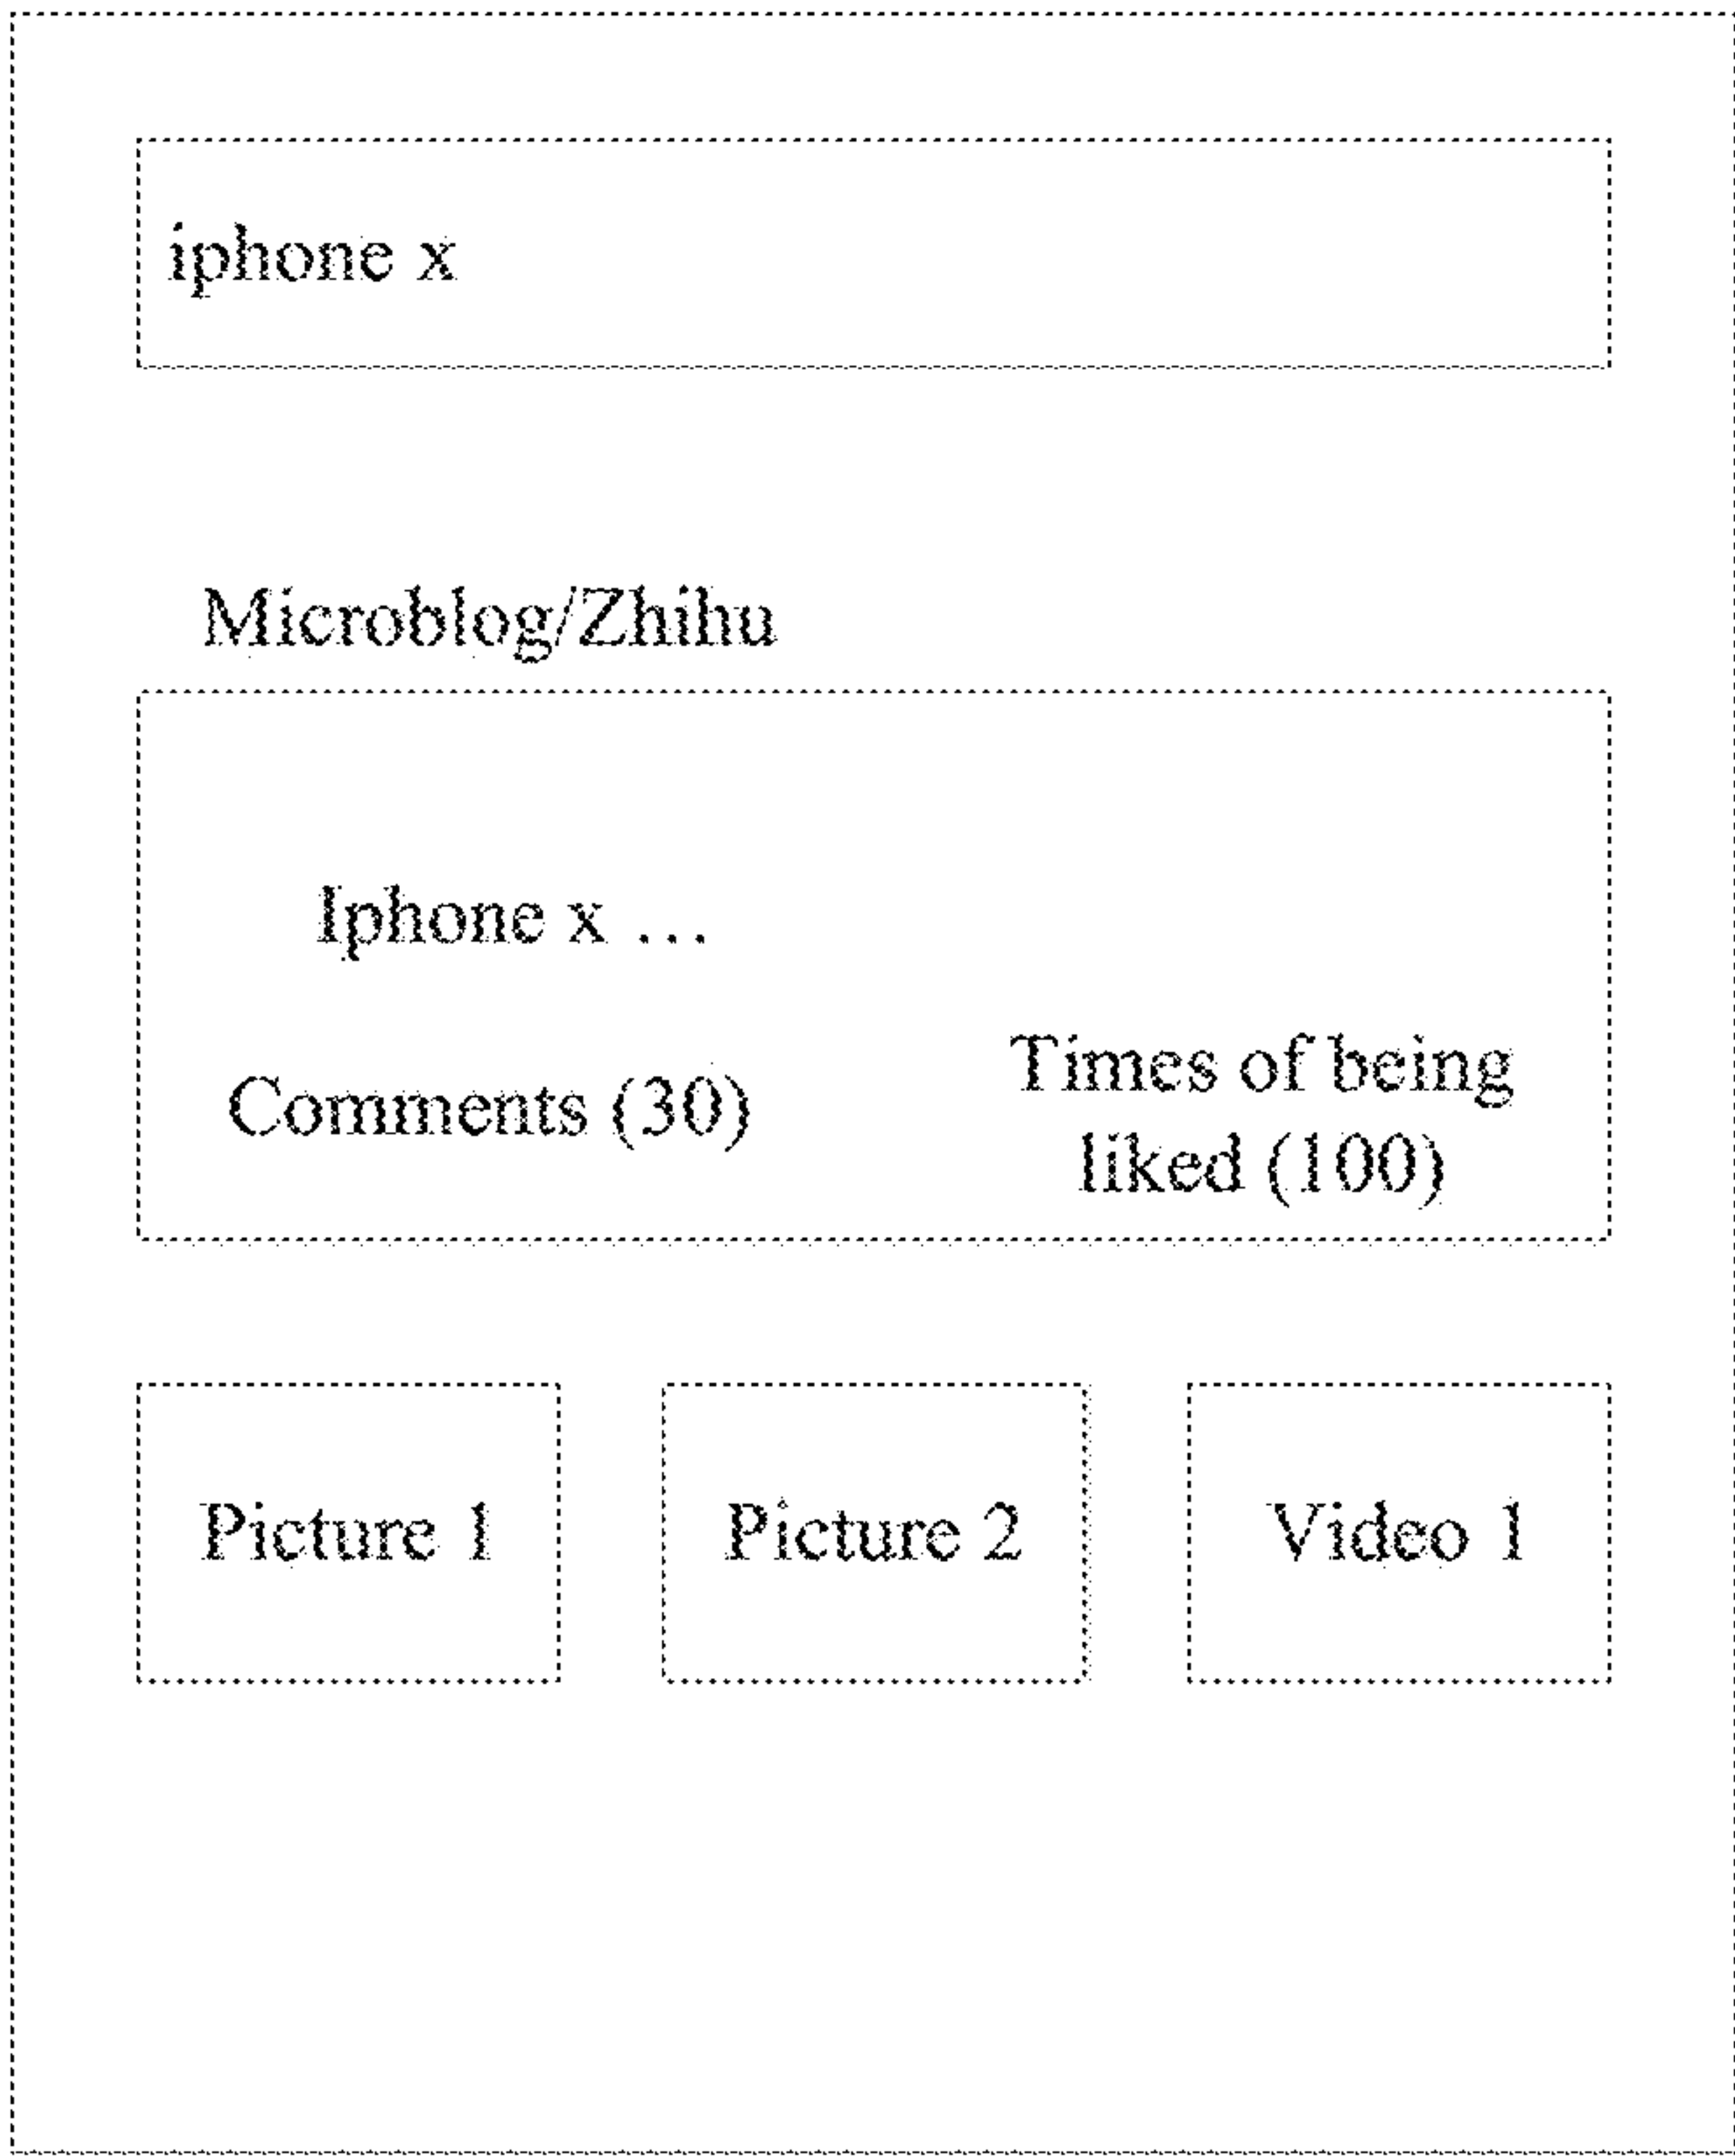 iphone x
Microblog/Zhihu
Iphone x ...
Comments (30)
Times of being
liked (100)
Picture 1
Picture 2
Video 1